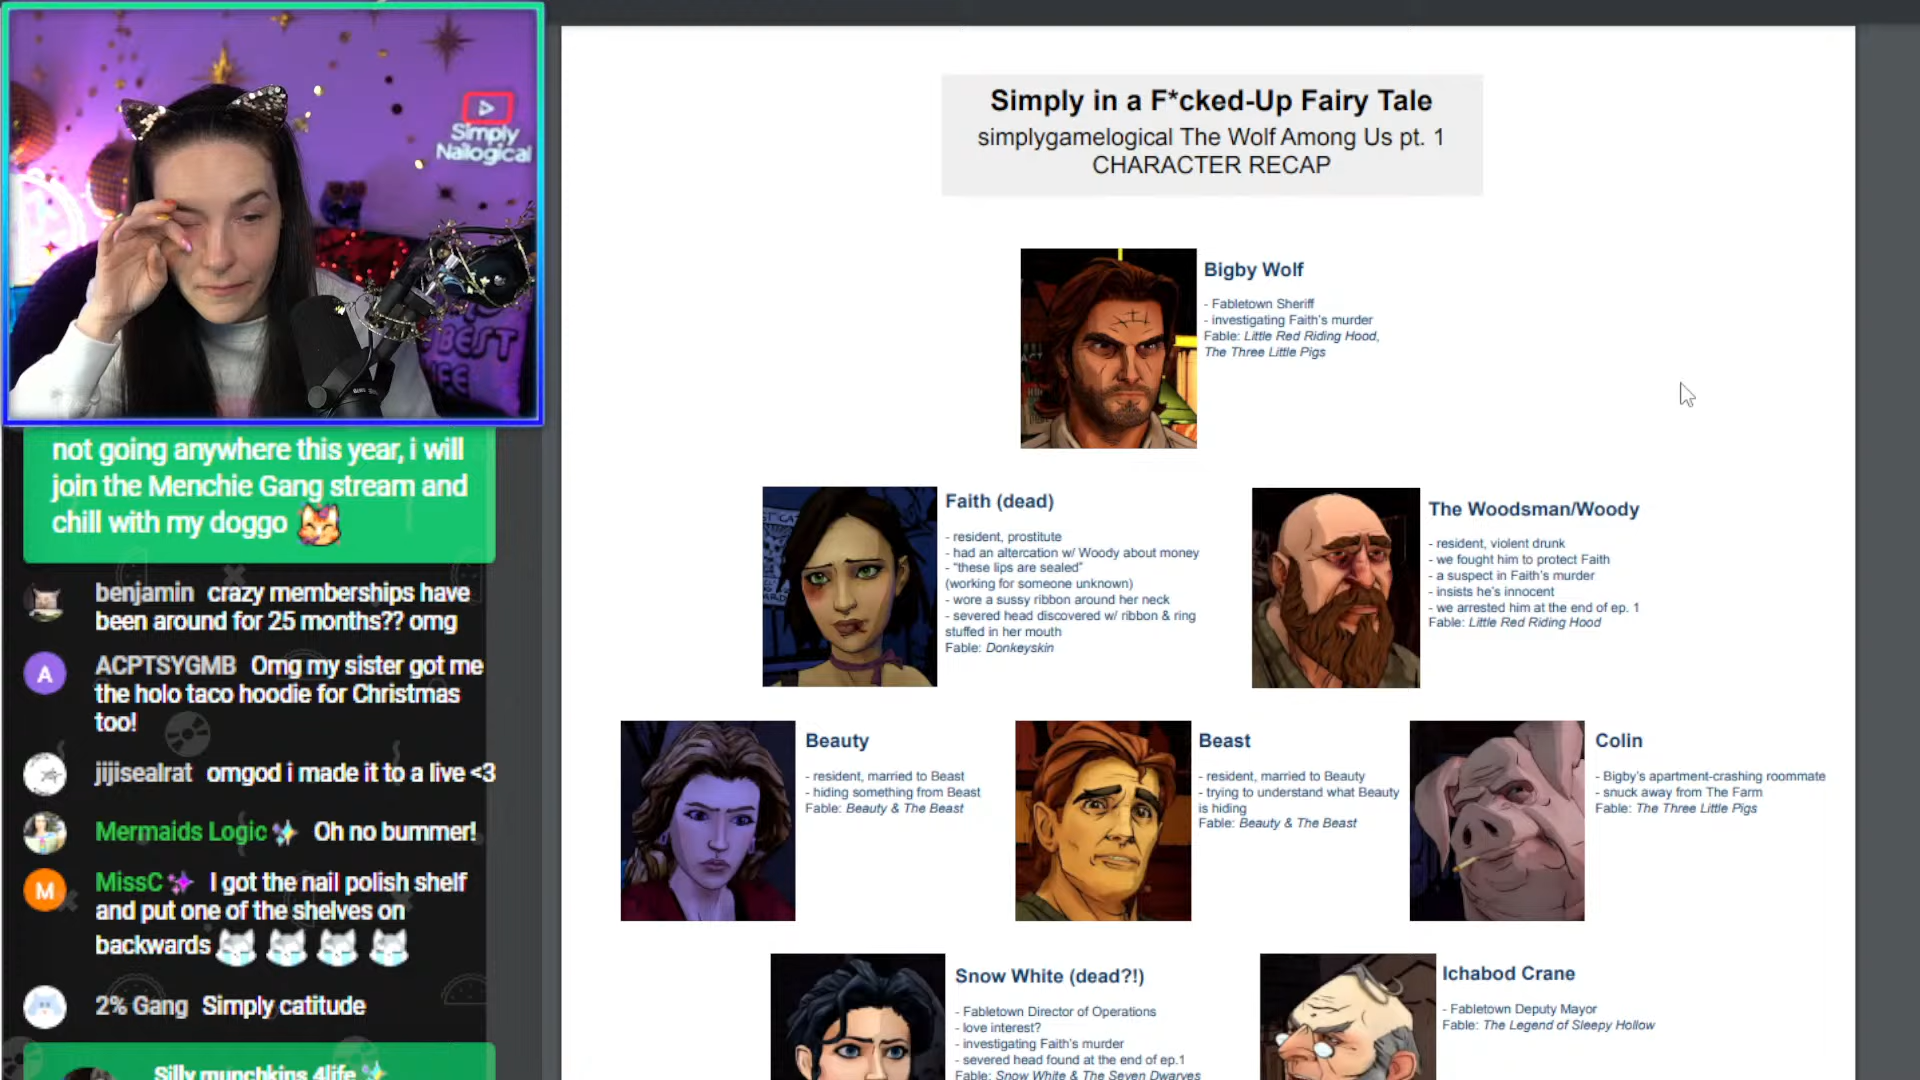 Simply
Nailogical
BEST
not going anywhere this year, i will
join the Menchie Gang stream and
chill with my doggo
benjamin crazy memberships have
been around for 25 months?? omg
A
ACPTSYGMB Omg my sister got me
the holo taco hoodie for Christmas
too!
jijisealrat omgod i made it to a live <3
Mermaids Logic Oh no bummer!
M
MissC I got the nail polish shelf
and put one of the shelves on
backwards
2% Gang Simply catitude
Silly munchkins 4life
Simply in a F*cked-Up Fairy Tale
simplygamelogical The Wolf Among Us pt. 1
CHARACTER RECAP
Bigby Wolf
- Fabletown Sheriff
- investigating Faith's murder
Fable: Little Red Riding Hood,
The Three Little Pigs
Faith (dead)
- resident, prostitute
- had an altercation w/ Woody about money
- "these lips are sealed"
(working for someone unknown)
- wore a sussy ribbon around her neck
- severed head discovered w/ ribbon & ring
stuffed in her mouth
Fable: Donkeyskin
The Woodsman/Woody
- resident, violent drunk
- we fought him to protect Faith
- a suspect in Faith's murder
- insists he's innocent
- we arrested him at the end of ep. 1
Fable: Little Red Riding Hood
Beauty
- resident, married to Beast
- hiding something from Beast
Fable: Beauty & The Beast
Beast
- resident, married to Beauty
- trying to understand what Beauty
is hiding
Fable: Beauty & The Beast
Colin
- Bigby's apartment-crashing roommate
- snuck away from The Farm
Fable: The Three Little Pigs
Snow White (dead?!)
- Fabletown Director of Operations
- love interest?
- investigating Faith's murder
- severed head found at the end of ep.1
Fable: Snow White & The Seven Dwarves
Ichabod Crane
- Fabletown Deputy Mayor
Fable: The Legend of Sleepy Hollow